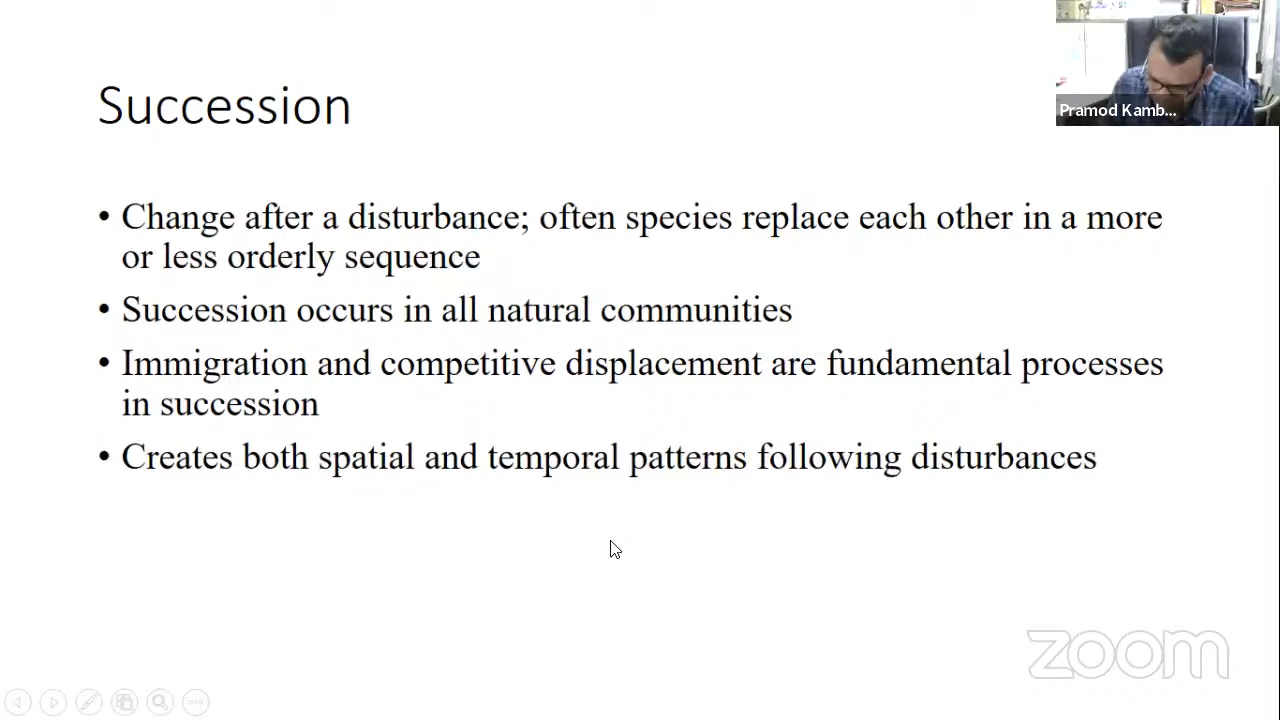 Succession
Pramod Kamb...
• Change after a disturbance; often species replace each other in a more
or less orderly sequence
• Succession occurs in all natural communities
• Immigration and competitive displacement are fundamental processes
in succession
• Creates both spatial and temporal patterns following disturbances
zoom